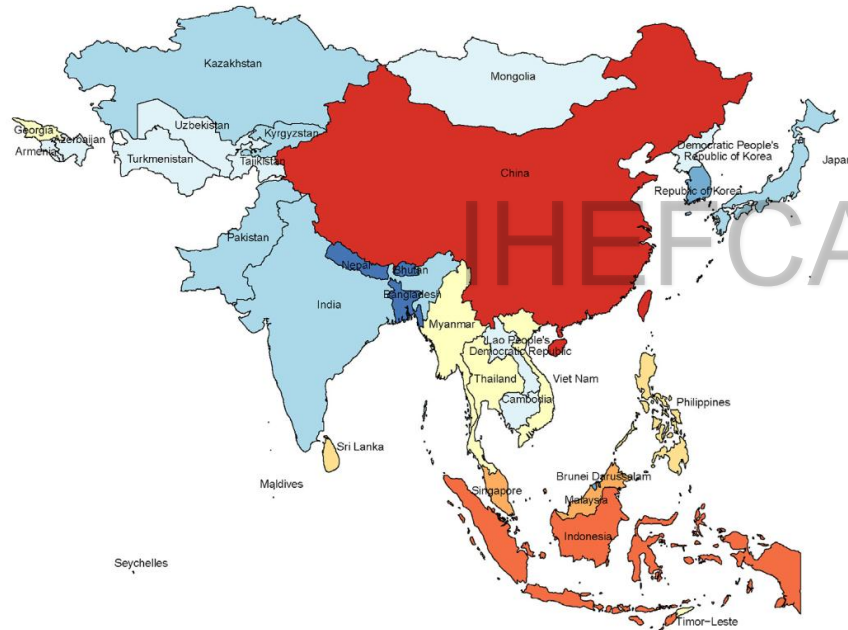 Kazakhstan
Mongolia
Georgia
Uzbekistan
Azerbaijan
Kyrgyzstan
Armenia
Turkmenistan
Tajikistan
Democratic People's
Republic of Korea
Japa
China
Republic of Korea
IHEFCA
Pakistan
Nepal
Bhutan
Bangladesh
India
Myanmar
Lao People's
Democratic Republic
Thailand
Viet Nam
Cambodia
Philippines
Sri Lanka
Maldives
Singapore
Brunei Darussalam
Malaysia
Indonesia
Seychelles
Timor-Leste